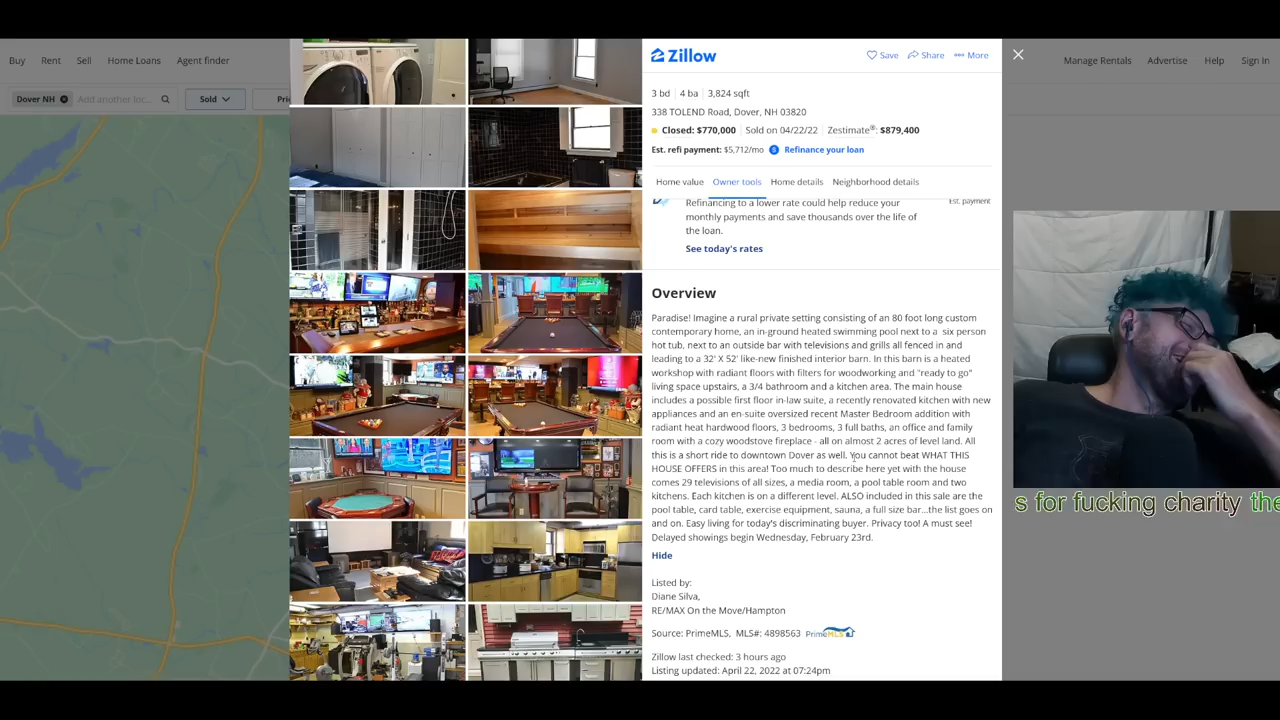 Buy Rent Sell Home Loans Agent finder
Manage Rentals Advertise Help Sign In
Dover NH
Add another loc...
Sold
Pri
Zillow
Save Share More
3 bd 4 ba 3,824 sqft
338 TOLEND Road, Dover, NH 03820
Closed: $770,000 Sold on 04/22/22 Zestimate®: $879,400
Est. refi payment: $5,712/mo $ Refinance your loan
Home value Owner tools Home details Neighborhood details
Refinancing to a lower rate could help reduce your
monthly payments and save thousands over the life of
the loan.
Est. payment
See today's rates
Overview
Paradise! Imagine a rural private setting consisting of an 80 foot long custom
contemporary home, an in-ground heated swimming pool next to a six person
hot tub, next to an outside bar with televisions and grills all fenced in and
leading to a 32' X 52' like-new finished interior barn. In this barn is a heated
workshop with radiant floors with filters for woodworking and "ready to go"
living space upstairs, a 3/4 bathroom and a kitchen area. The main house
includes a possible first floor in-law suite, a recently renovated kitchen with new
appliances and an en-suite oversized recent Master Bedroom addition with
radiant heat hardwood floors, 3 bedrooms, 3 full baths, an office and family
room with a cozy woodstove fireplace - all on almost 2 acres of level land. All
this is a short ride to downtown Dover as well. You cannot beat WHAT THIS
HOUSE OFFERS in this area! Too much to describe here yet with the house
comes 29 televisions of all sizes, a media room, a pool table room and two
kitchens. Each kitchen is on a different level. ALSO included in this sale are the
pool table, card table, exercise equipment, sauna, a full size bar...the list goes on
and on. Easy living for today's discriminating buyer. Privacy too! A must see!
Delayed showings begin Wednesday, February 23rd.
Hide
Listed by:
Diane Silva,
RE/MAX On the Move/Hampton
Source: PrimeMLS, MLS#: 4898563 PrimeMLS
Zillow last checked: 3 hours ago
Listing updated: April 22, 2022 at 07:24pm
s for fucking charity the